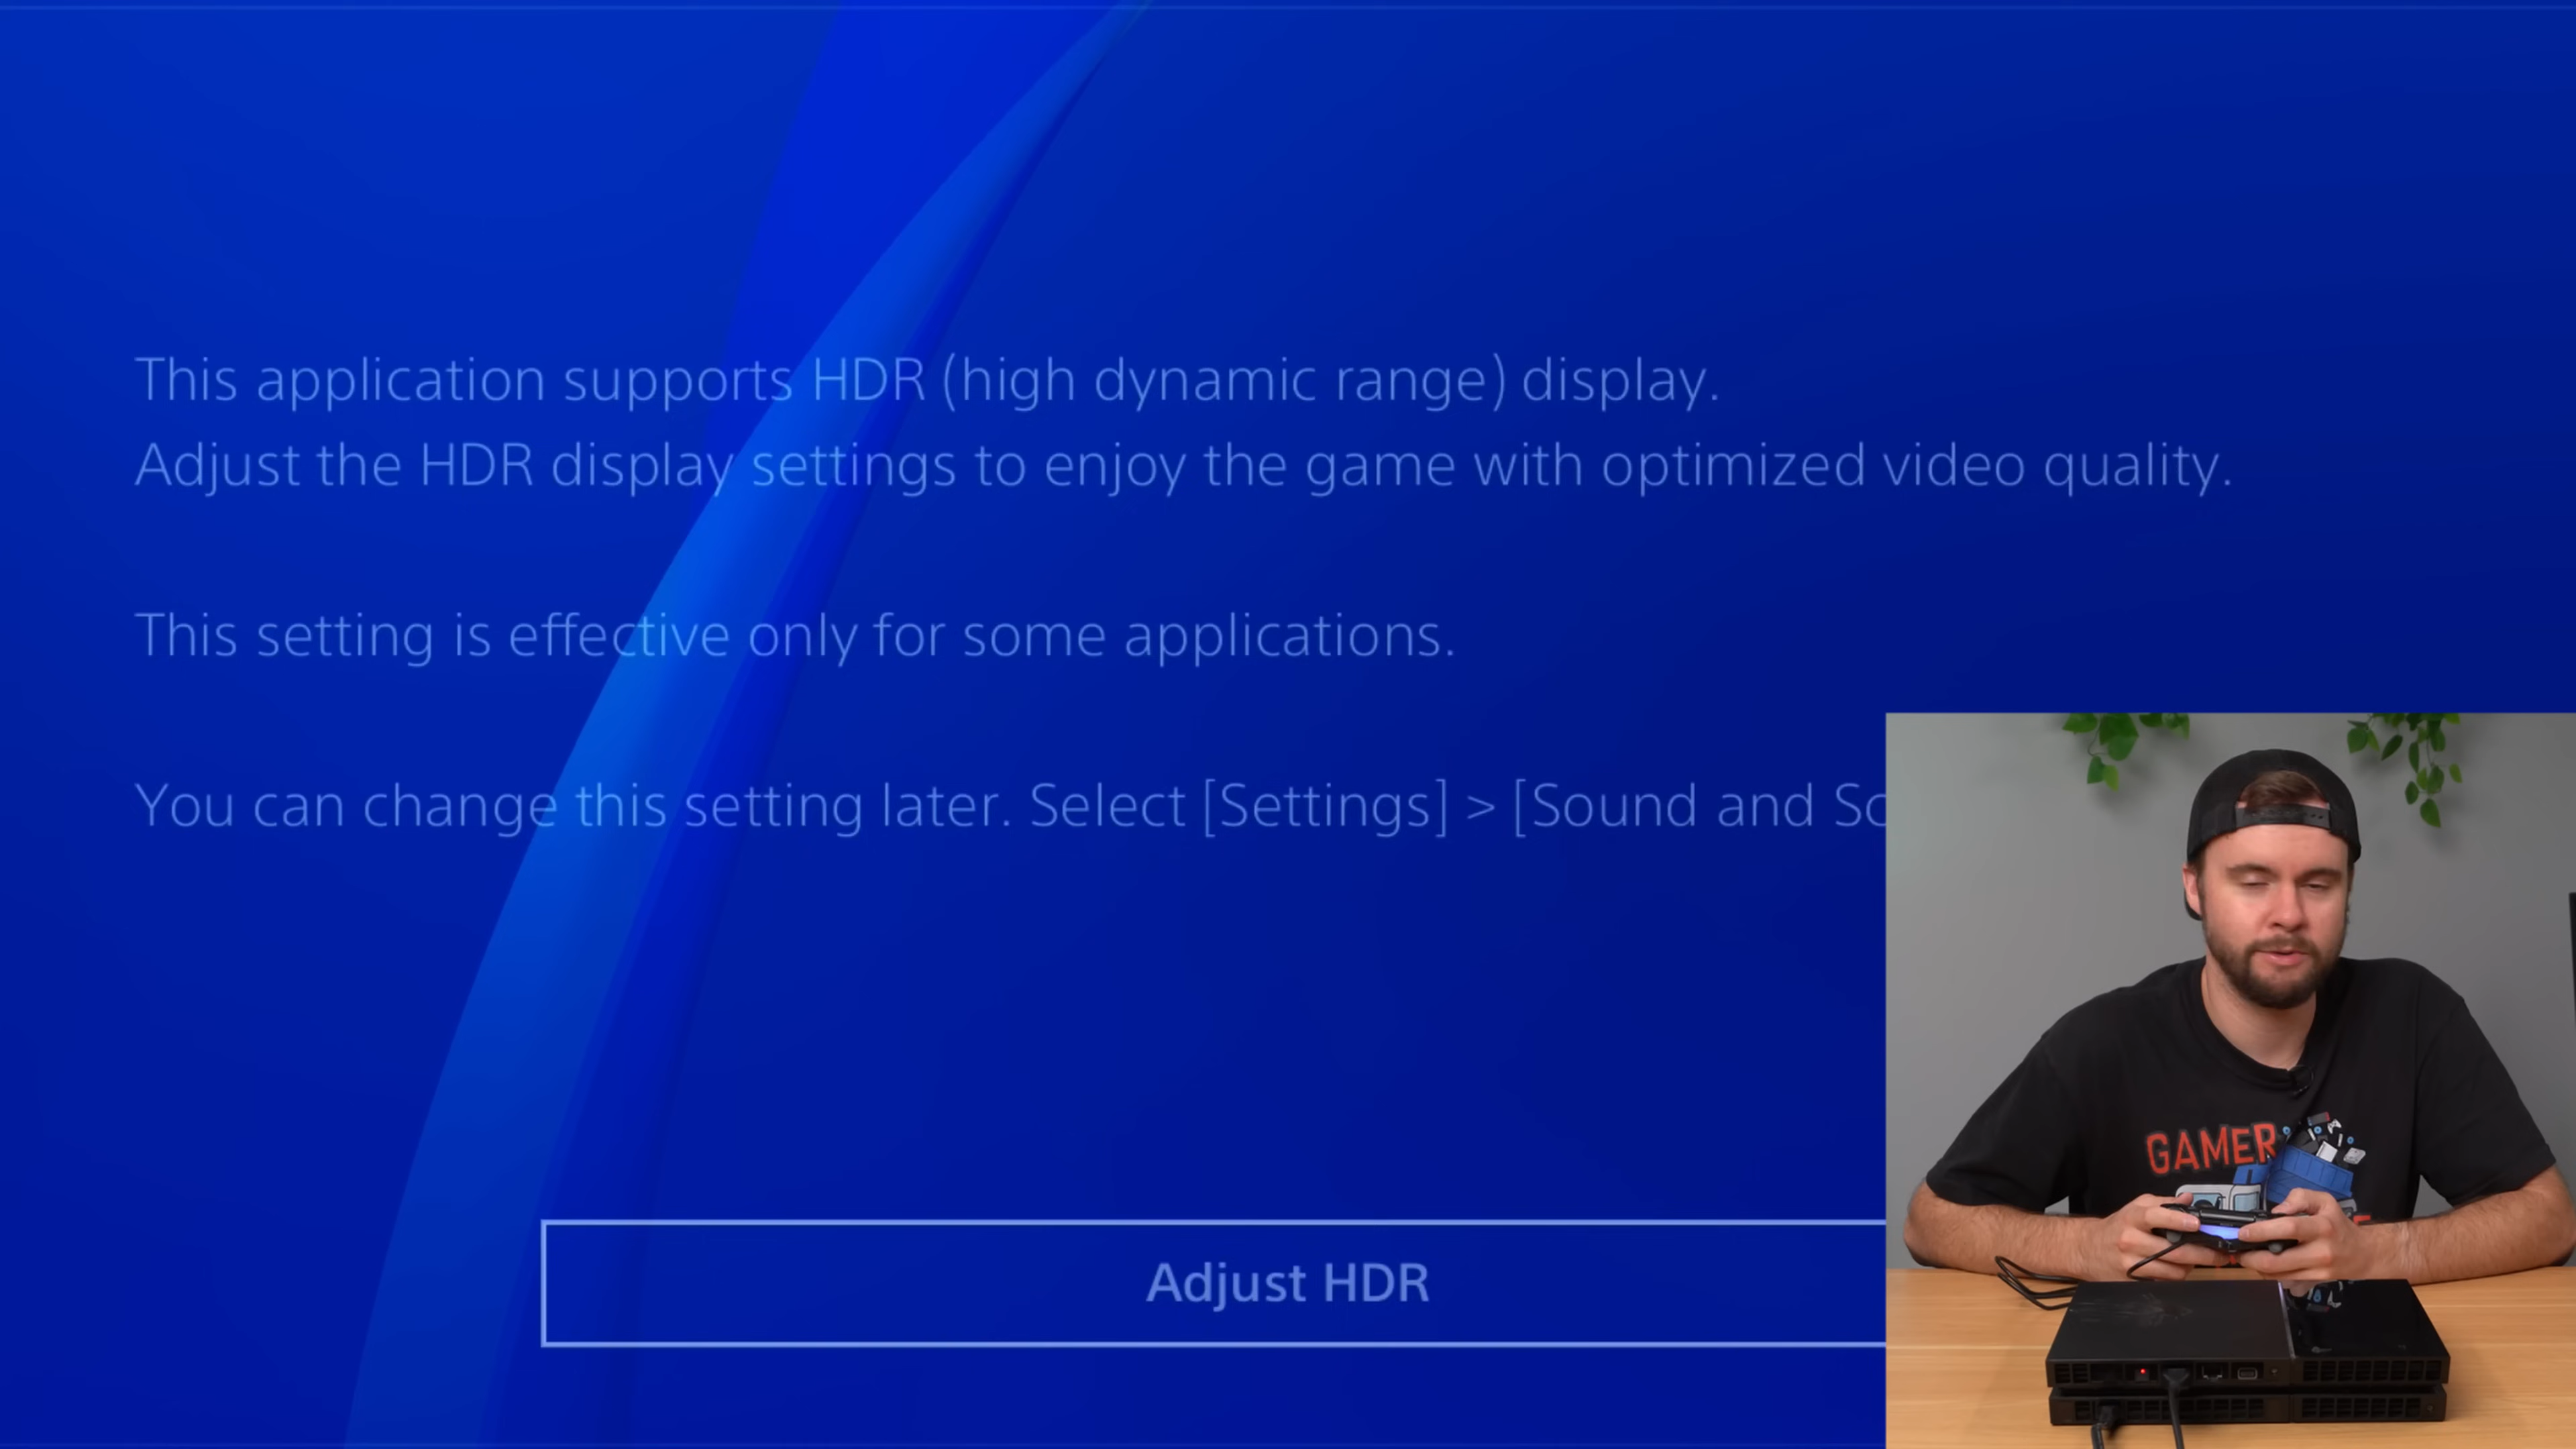 This application supports HDR (high dynamic range) display.
Adjust the HDR display settings to enjoy the game with optimized video quality.
This setting is effective only for some applications.
You can change this setting later. Select [Settings] > [Sound and Sc
Adjust HDR
GAMER